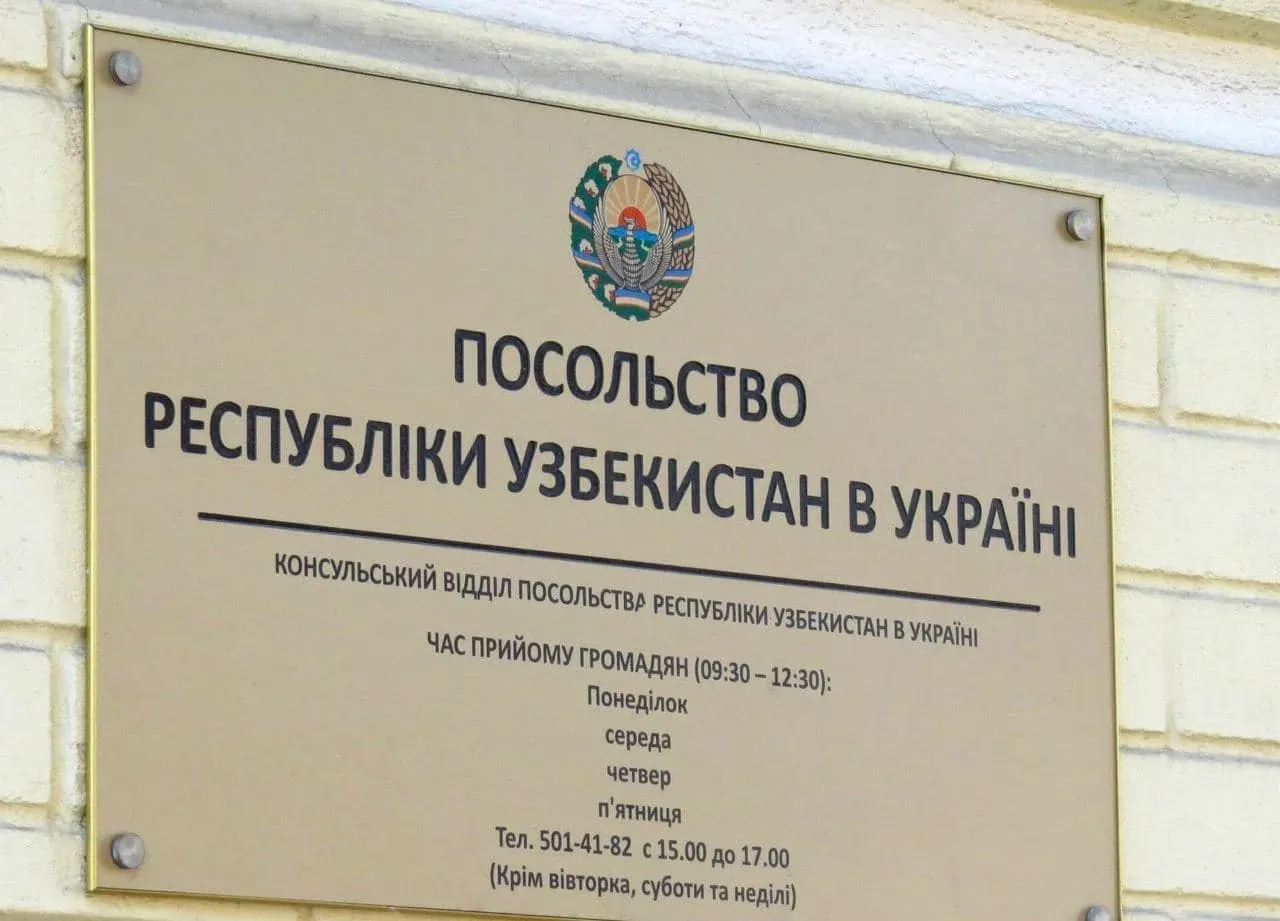 ПОСОЛЬСТВО
РЕСПУБЛІКИ УЗБЕКИСТАН В УКРАЇНІ
КОНСУЛЬСЬКИЙ ВІДДІЛ ПОСОЛЬСТВА РЕСПУБЛІКИ УЗБЕКИСТАН В УКРАЇНІ
ЧАС ПРИЙОМУ ГРОМАДЯН (09:30 – 12:30):
Понеділок
середа
четвер
п'ятниця
Тел. 501-41-82 с 15.00 до 17.00
(Крім вівторка, суботи та неділі)